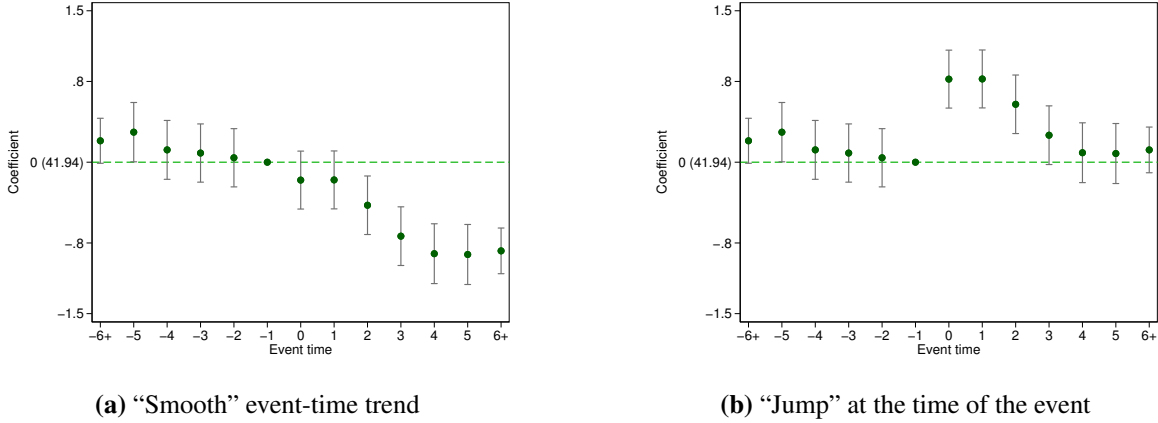 1.5
.8
0 (41.94)
−.8
−1.5
Coefficient
−6+ −5 −4 −3 −2 −1 0 1 2 3 4 5 6+
Event time
(a) “Smooth” event-time trend
1.5
.8
0 (41.94)
−.8
−1.5
Coefficient
−6+ −5 −4 −3 −2 −1 0 1 2 3 4 5 6+
Event time
(b) “Jump” at the time of the event